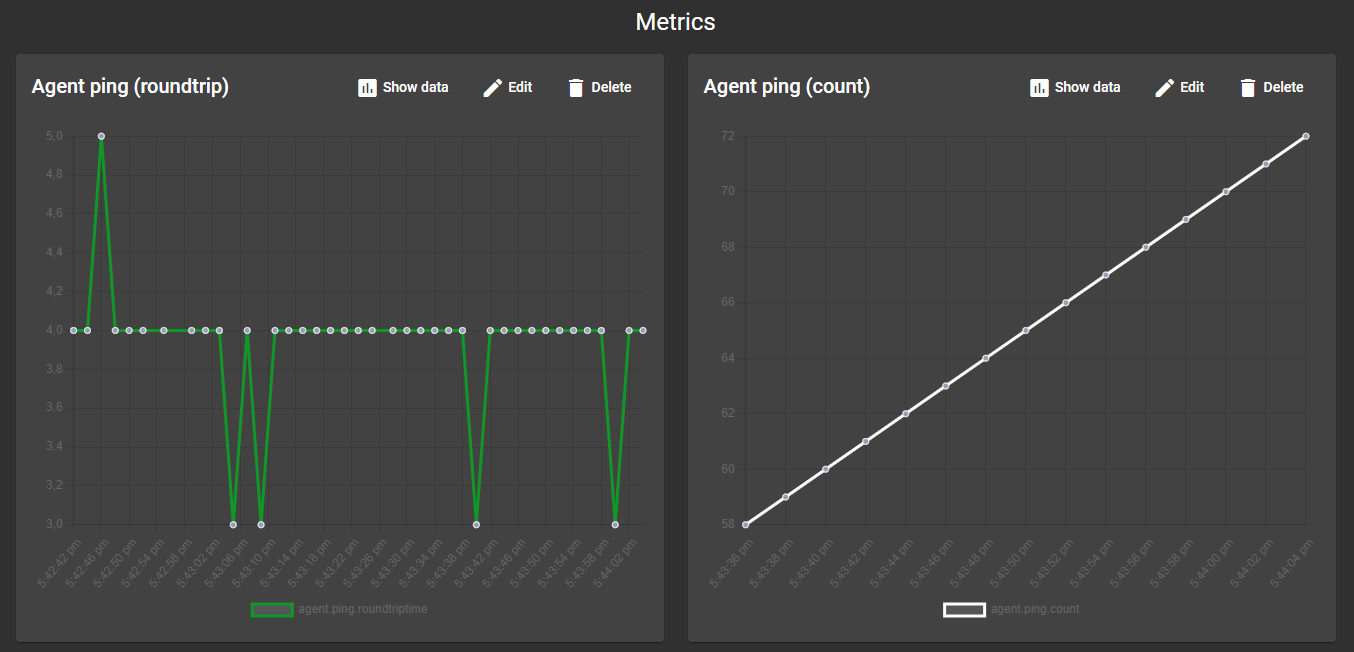 Metrics
Agent ping (roundtrip) Show data Edit Delete
5,0
4,8
4,6
4,4
4,2
4,0
3,8
3,6
3,4
3,2
3,0
5:42:42 pm 5:42:46 pm 5:42:50 pm 5:42:54 pm 5:42:58 pm 5:43:02 pm 5:43:06 pm 5:43:10 pm 5:43:14 pm 5:43:18 pm 5:43:22 pm 5:43:26 pm 5:43:30 pm 5:43:34 pm 5:43:38 pm 5:43:42 pm 5:43:46 pm 5:43:50 pm 5:43:54 pm 5:43:58 pm 5:44:02 pm
agent.ping.roundtriptime
Agent ping (count) Show data Edit Delete
72
70
68
66
64
62
60
58
5:43:36 pm 5:43:38 pm 5:43:40 pm 5:43:42 pm 5:43:44 pm 5:43:46 pm 5:43:48 pm 5:43:50 pm 5:43:52 pm 5:43:54 pm 5:43:56 pm 5:43:58 pm 5:44:00 pm 5:44:02 pm 5:44:04 pm
agent.ping.count